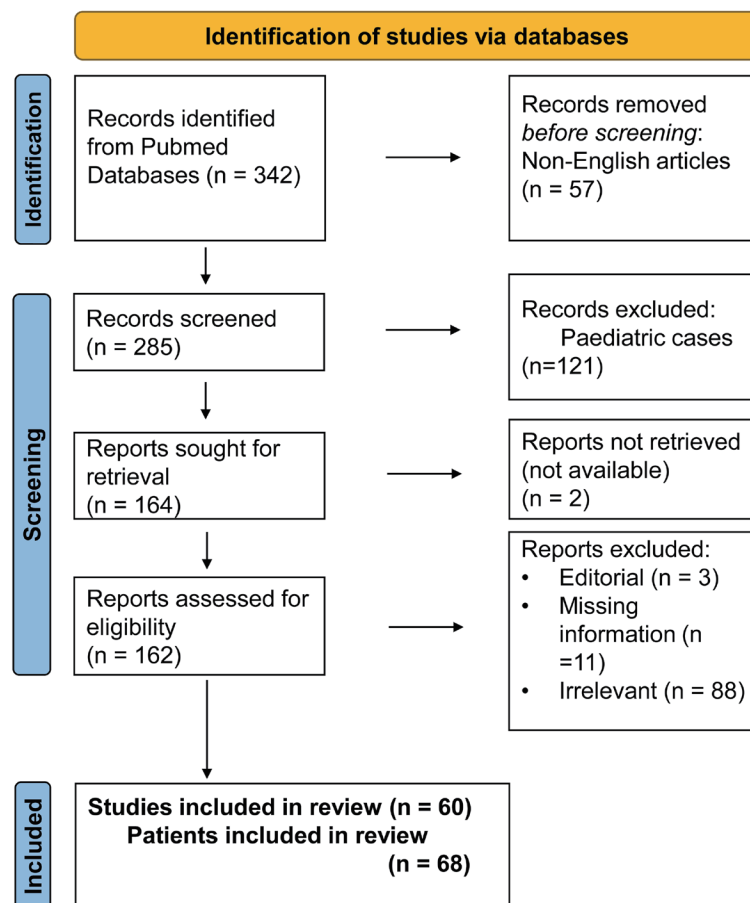 Identification of studies via databases
Identification
Records identified
from Pubmed
Databases (n = 342)
Records removed
before screening:
Non-English articles
(n = 57)
Screening
Records screened
(n = 285)
Records excluded:
Paediatric cases
(n=121)
Reports sought for
retrieval
(n = 164)
Reports not retrieved
(not available)
(n = 2)
Reports assessed for
eligibility
(n = 162)
Reports excluded:
• Editorial (n = 3)
• Missing
information (n
=11)
• Irrelevant (n = 88)
Included
Studies included in review (n = 60)
Patients included in review
(n = 68)